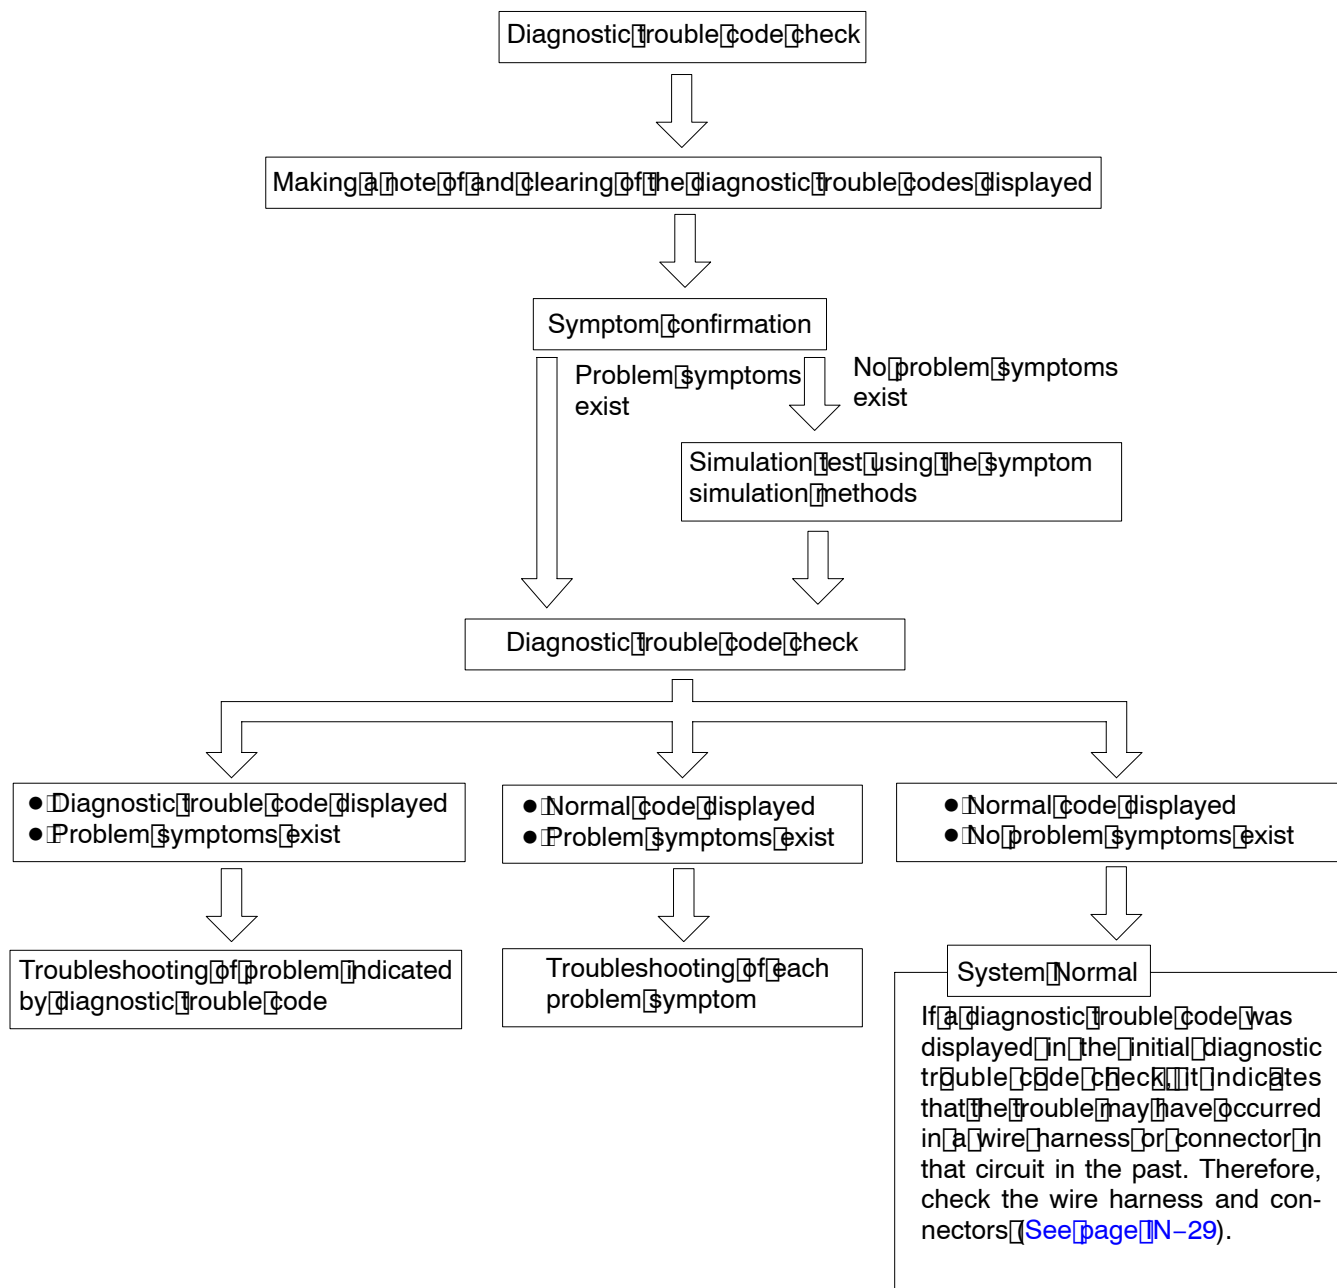 Diagnostic trouble code check
Making a note of and clearing of the diagnostic trouble codes displayed
Symptom confirmation
Problem symptoms
exist
No problem symptoms
exist
Simulation test using the symptom
simulation methods
Diagnostic trouble code check
● Diagnostic trouble code displayed
● Problem symptoms exist
● Normal code displayed
● Problem symptoms exist
● Normal code displayed
● No problem symptoms exist
Troubleshooting of problem indicated
by diagnostic trouble code
Troubleshooting of each
problem symptom
System Normal
If a diagnostic trouble code was
displayed in the initial diagnostic
trouble code check, it indicates
that the trouble may have occurred
in a wire harness or connector in
that circuit in the past. Therefore,
check the wire harness and con-
nectors (See page IN−29).